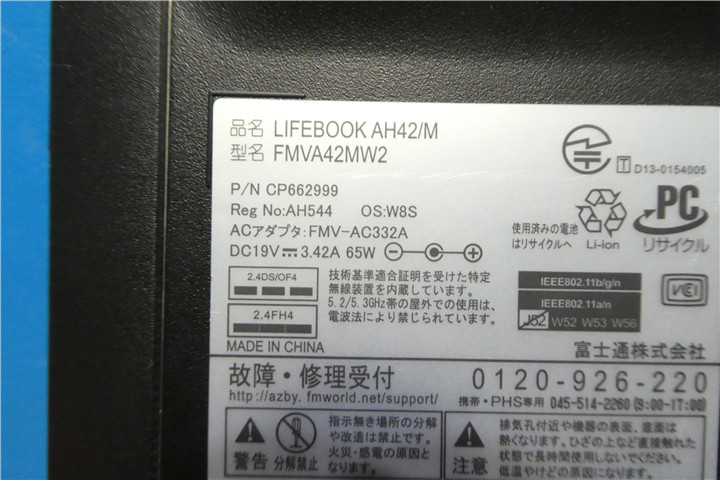 品名 LIFEBOOK AH42/M
型名 FMVA42MW2
T D13-0154005
P/N CP662999
Reg No:AH544 OS:W8S
ACアダプタ:FMV-AC332A
DC19V 3.42A 65W
使用済みの電池
はリサイクルへ
Li-ion
PC
リサイクル
2.4DS/OF4
2.4FH4
技術基準適合証明を受けた特定
無線装置を内蔵しています。
5.2/5.3GHz帯の屋外での使用は、
電波法により禁じられています。
IEEE802.11b/g/n
IEEE802.11a/n
J52 W52 W53 W56
VCI
MADE IN CHINA
富士通株式会社
故障・修理受付 0120-926-220
http://azby.fmworld.net/support/
携帯・PHS専用 045-514-2260(9:00-17:00)
警告
分解禁止
指示無き場所の分解
や改造は禁止です。
火災・感電の原因と
なります。
注意
排気孔付近や機器の表面、底面は
熱くなります。ひざの上など直接触れた
状態で長時間使用しないでください。
低温やけどの原因になります。